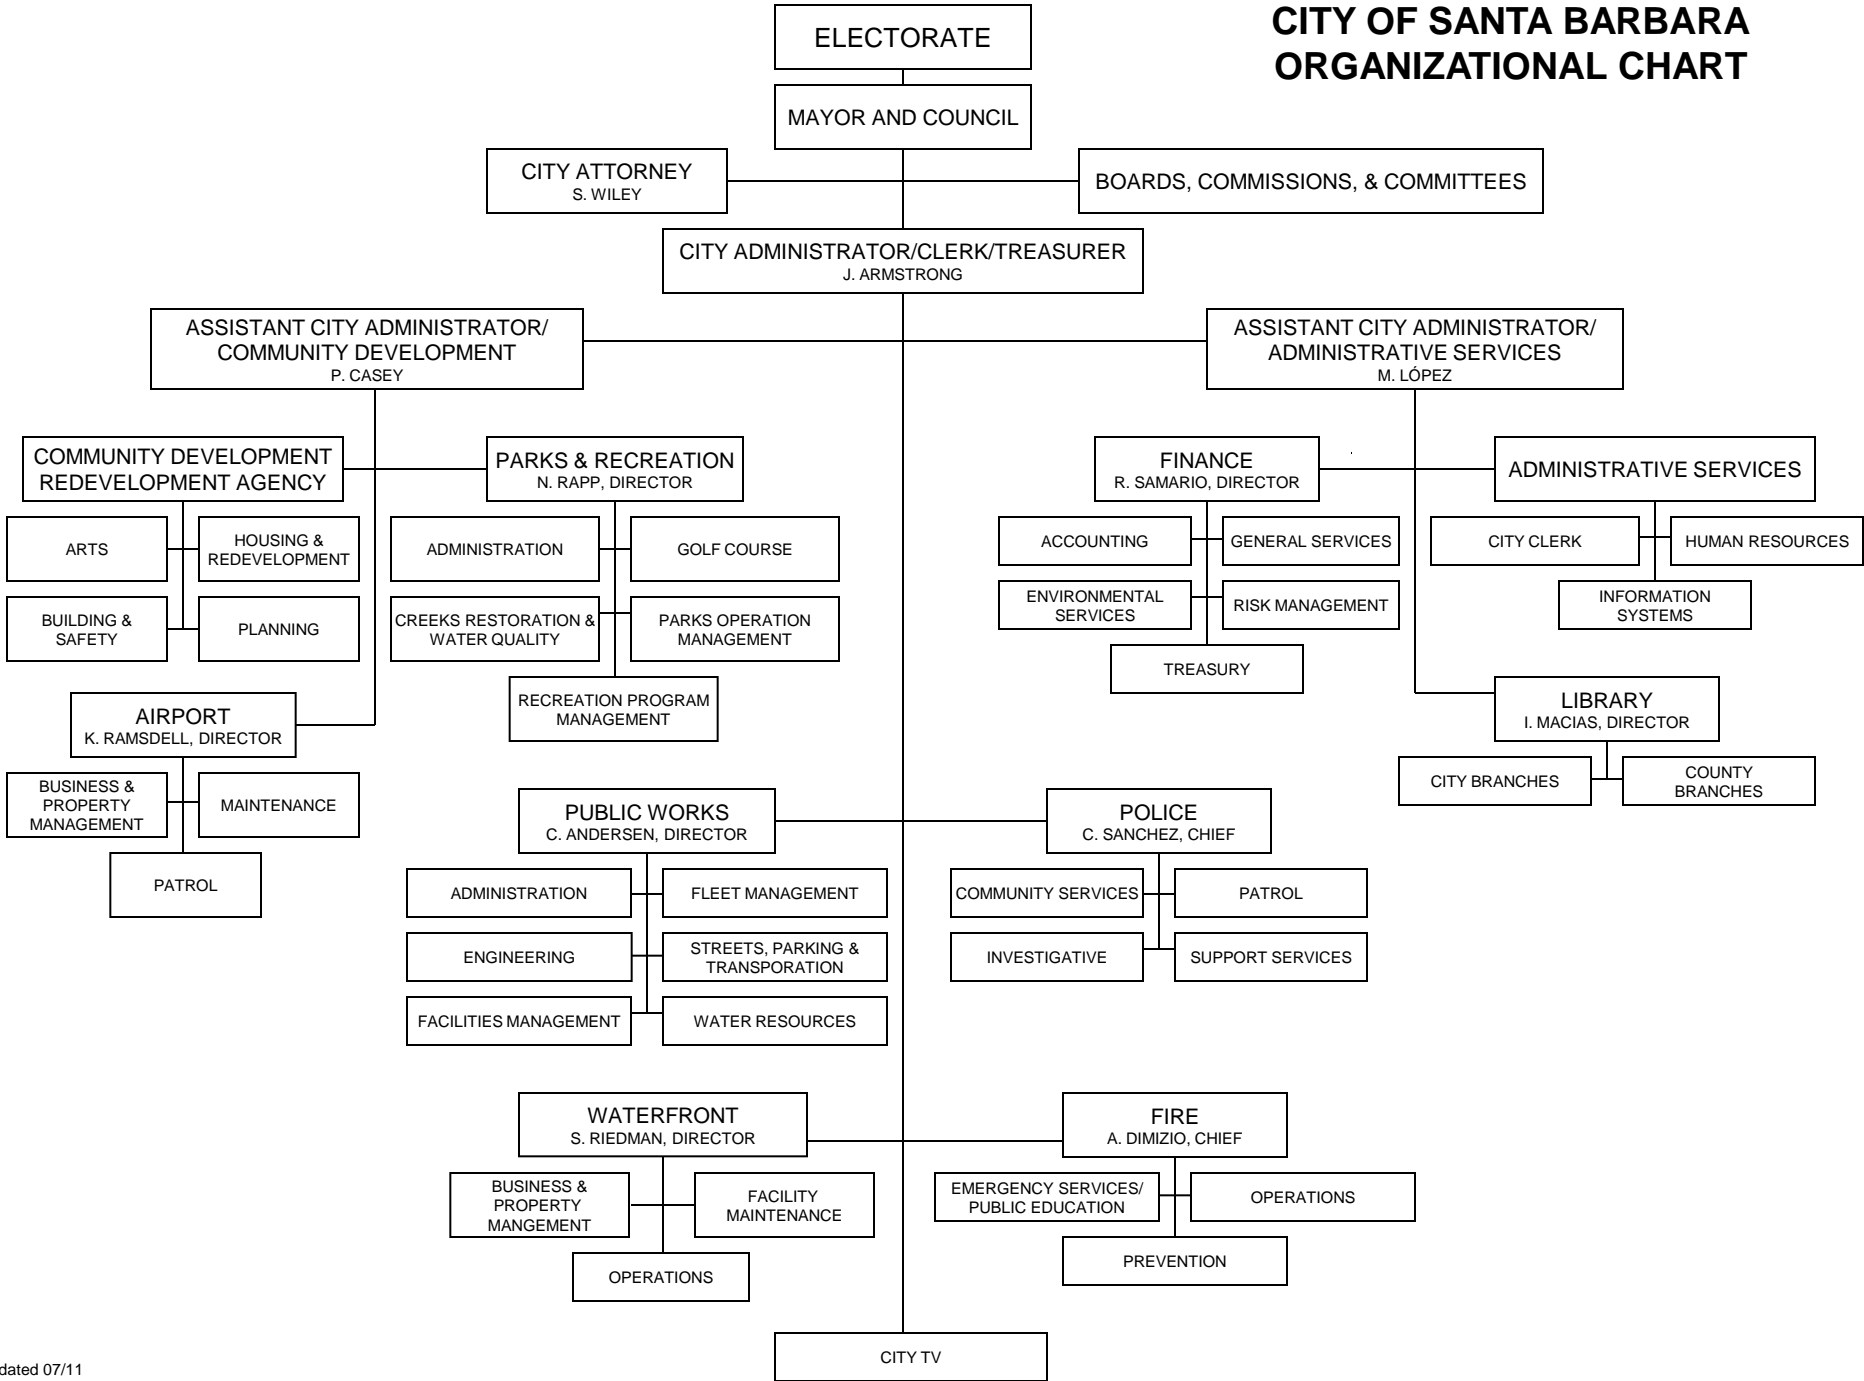 CITY OF SANTA BARBARA
ORGANIZATIONAL CHART
ELECTORATE
MAYOR AND COUNCIL
CITY ATTORNEY
S. WILEY
BOARDS, COMMISSIONS, & COMMITTEES
CITY ADMINISTRATOR/CLERK/TREASURER
J. ARMSTRONG
ASSISTANT CITY ADMINISTRATOR/
COMMUNITY DEVELOPMENT
P. CASEY
ASSISTANT CITY ADMINISTRATOR/
ADMINISTRATIVE SERVICES
M. LÓPEZ
COMMUNITY DEVELOPMENT
REDEVELOPMENT AGENCY
PARKS & RECREATION
N. RAPP, DIRECTOR
FINANCE
R. SAMARIO, DIRECTOR
ADMINISTRATIVE SERVICES
ARTS
HOUSING &
REDEVELOPMENT
BUILDING &
SAFETY
PLANNING
ADMINISTRATION
GOLF COURSE
CREEKS RESTORATION &
WATER QUALITY
PARKS OPERATION
MANAGEMENT
RECREATION PROGRAM
MANAGEMENT
ACCOUNTING
GENERAL SERVICES
ENVIRONMENTAL
SERVICES
RISK MANAGEMENT
TREASURY
CITY CLERK
HUMAN RESOURCES
INFORMATION
SYSTEMS
AIRPORT
K. RAMSDELL, DIRECTOR
BUSINESS &
PROPERTY
MANAGEMENT
MAINTENANCE
PATROL
LIBRARY
I. MACIAS, DIRECTOR
CITY BRANCHES
COUNTY
BRANCHES
PUBLIC WORKS
C. ANDERSEN, DIRECTOR
ADMINISTRATION
FLEET MANAGEMENT
ENGINEERING
STREETS, PARKING &
TRANSPORATION
FACILITIES MANAGEMENT
WATER RESOURCES
POLICE
C. SANCHEZ, CHIEF
COMMUNITY SERVICES
PATROL
INVESTIGATIVE
SUPPORT SERVICES
WATERFRONT
S. RIEDMAN, DIRECTOR
BUSINESS &
PROPERTY
MANGEMENT
FACILITY
MAINTENANCE
OPERATIONS
FIRE
A. DIMIZIO, CHIEF
EMERGENCY SERVICES/
PUBLIC EDUCATION
OPERATIONS
PREVENTION
CITY TV
dated 07/11